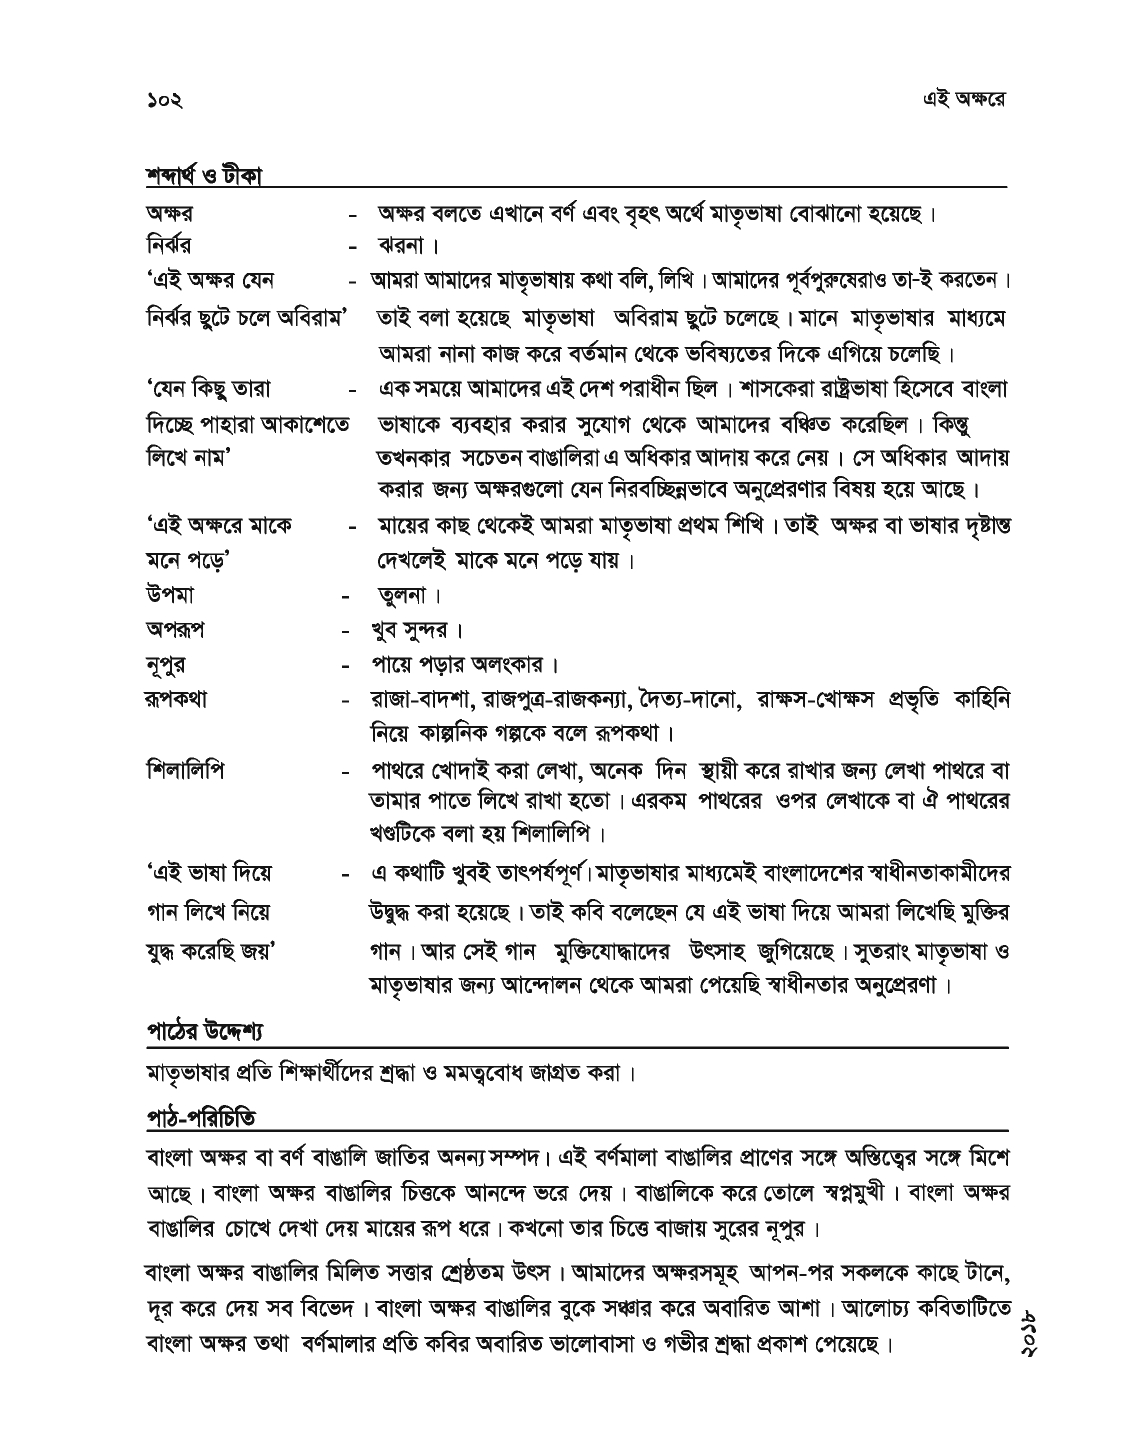 ১০২ এই অক্ষরে
শব্দার্থ ও টীকা
অক্ষর - অক্ষর বলতে এখানে বর্ণ এবং বৃহৎ অর্থে মাতৃভাষা বোঝানো হয়েছে।
নির্ঝর - ঝরনা।
‘এই অক্ষর যেন - আমরা আমাদের মাতৃভাষায় কথা বলি, লিখি। আমাদের পূর্বপুরুষেরাও তা-ই করতেন।
নির্ঝর ছুটে চলে অবিরাম’ তাই বলা হয়েছে মাতৃভাষা অবিরাম ছুটে চলেছে। মানে মাতৃভাষার মাধ্যমে
আমরা নানা কাজ করে বর্তমান থেকে ভবিষ্যতের দিকে এগিয়ে চলেছি।
‘যেন কিছু তারা - এক সময়ে আমাদের এই দেশ পরাধীন ছিল। শাসকেরা রাষ্ট্রভাষা হিসেবে বাংলা
দিচ্ছে পাহারা আকাশেতে ভাষাকে ব্যবহার করার সুযোগ থেকে আমাদের বঞ্চিত করেছিল। কিন্তু
লিখে নাম’ তখনকার সচেতন বাঙালিরা এ অধিকার আদায় করে নেয়। সে অধিকার আদায়
করার জন্য অক্ষরগুলো যেন নিরবচ্ছিন্নভাবে অনুপ্রেরণার বিষয় হয়ে আছে।
‘এই অক্ষরে মাকে - মায়ের কাছ থেকেই আমরা মাতৃভাষা প্রথম শিখি। তাই অক্ষর বা ভাষার দৃষ্টান্ত
মনে পড়ে’ দেখলেই মাকে মনে পড়ে যায়।
উপমা - তুলনা।
অপরূপ - খুব সুন্দর।
নূপুর - পায়ে পড়ার অলংকার।
রূপকথা - রাজা-বাদশা, রাজপুত্র-রাজকন্যা, দৈত্য-দানো, রাক্ষস-খোক্ষস প্রভৃতি কাহিনি
নিয়ে কাল্পনিক গল্পকে বলে রূপকথা।
শিলালিপি - পাথরে খোদাই করা লেখা, অনেক দিন স্থায়ী করে রাখার জন্য লেখা পাথরে বা
তামার পাতে লিখে রাখা হতো। এরকম পাথরের ওপর লেখাকে বা ঐ পাথরের
খণ্ডটিকে বলা হয় শিলালিপি।
‘এই ভাষা দিয়ে - এ কথাটি খুবই তাৎপর্যপূর্ণ। মাতৃভাষার মাধ্যমেই বাংলাদেশের স্বাধীনতাকামীদের
গান লিখে নিয়ে উদ্বুদ্ধ করা হয়েছে। তাই কবি বলেছেন যে এই ভাষা দিয়ে আমরা লিখেছি মুক্তির
যুদ্ধ করেছি জয়’ গান। আর সেই গান মুক্তিযোদ্ধাদের উৎসাহ জুগিয়েছে। সুতরাং মাতৃভাষা ও
মাতৃভাষার জন্য আন্দোলন থেকে আমরা পেয়েছি স্বাধীনতার অনুপ্রেরণা।
পাঠের উদ্দেশ্য
মাতৃভাষার প্রতি শিক্ষার্থীদের শ্রদ্ধা ও মমত্ববোধ জাগ্রত করা।
পাঠ-পরিচিতি
বাংলা অক্ষর বা বর্ণ বাঙালি জাতির অনন্য সম্পদ। এই বর্ণমালা বাঙালির প্রাণের সঙ্গে অস্তিত্বের সঙ্গে মিশে
আছে। বাংলা অক্ষর বাঙালির চিত্তকে আনন্দে ভরে দেয়। বাঙালিকে করে তোলে স্বপ্নমুখী। বাংলা অক্ষর
বাঙালির চোখে দেখা দেয় মায়ের রূপ ধরে। কখনো তার চিত্তে বাজায় সুরের নূপুর।
বাংলা অক্ষর বাঙালির মিলিত সত্তার শ্রেষ্ঠতম উৎস। আমাদের অক্ষরসমূহ আপন-পর সকলকে কাছে টানে,
দূর করে দেয় সব বিভেদ। বাংলা অক্ষর বাঙালির বুকে সঞ্চার করে অবারিত আশা। আলোচ্য কবিতাটিতে
বাংলা অক্ষর তথা বর্ণমালার প্রতি কবির অবারিত ভালোবাসা ও গভীর শ্রদ্ধা প্রকাশ পেয়েছে।
২০১৮